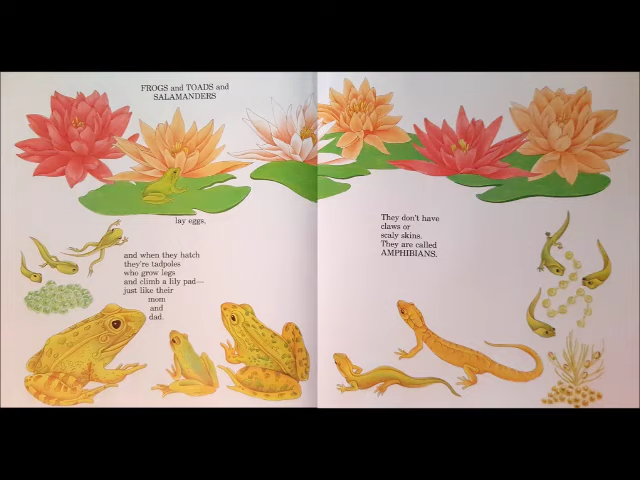 FROGS and TOADS and
SALAMANDERS
lay eggs,
and when they hatch
they're tadpoles
who grow legs
and climb a lily pad—
just like their
mom
and
dad.
They don't have
claws or
scaly skins.
They are called
AMPHIBIANS.